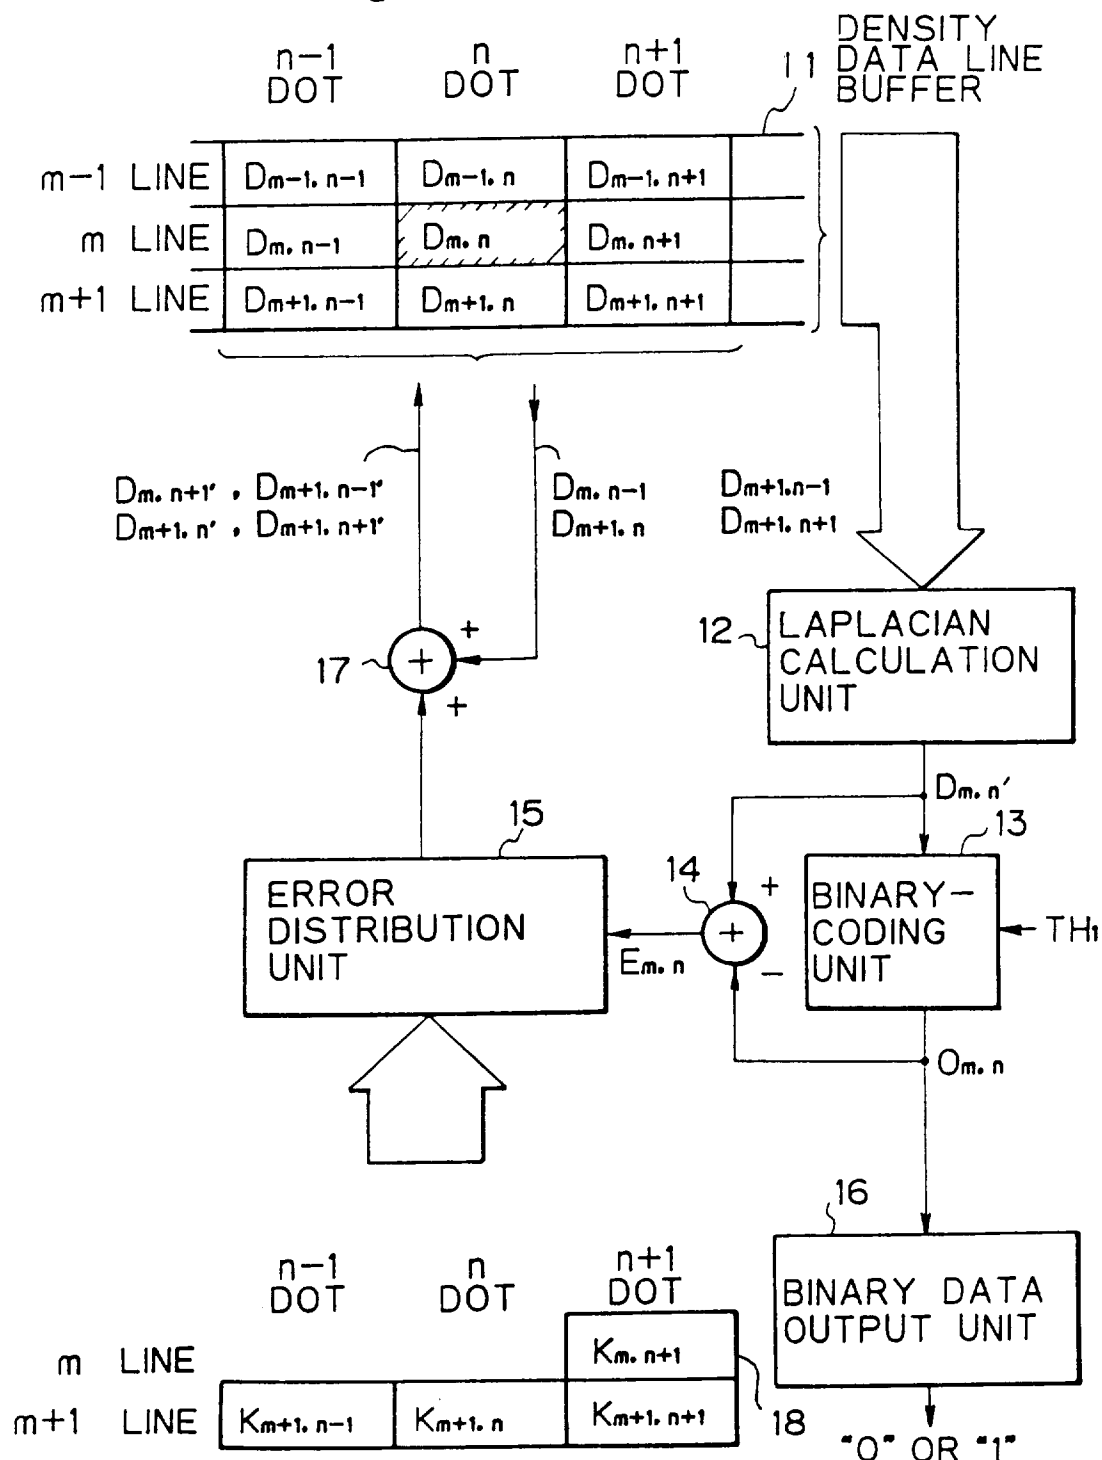 n-1 DOT
n DOT
n+1 DOT
11
DENSITY
DATA LINE
BUFFER
m-1 LINE Dm-1. n-1 Dm-1. n Dm-1. n+1
m LINE Dm. n-1 Dm. n Dm. n+1
m+1 LINE Dm+1. n-1 Dm+1. n Dm+1. n+1
Dm. n+1' , Dm+1. n-1'
Dm+1. n' , Dm+1. n+1'
Dm. n-1 Dm+1.n-1
Dm+1. n Dm+1. n+1
12
LAPLACIAN
CALCULATION
UNIT
17
+
+
+
Dm. n'
15
ERROR
DISTRIBUTION
UNIT
14
+
+
−
Em. n
13
BINARY-
CODING
UNIT
TH1
Om. n
16
BINARY DATA
OUTPUT UNIT
"0" OR "1"
n-1 DOT
n DOT
n+1 DOT
m LINE Km. n+1
m+1 LINE Km+1. n-1 Km+1. n Km+1. n+1
18